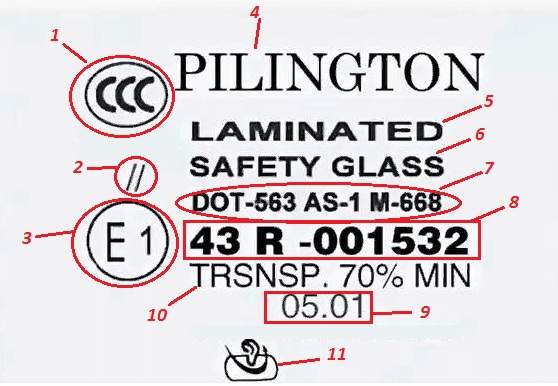 4
1
CCC
PILINGTON
5
LAMINATED
6
SAFETY GLASS
2
//
7
DOT-563 AS-1 M-668
8
3
E1
43 R -001532
TRSNSP. 70% MIN
10
05.01
9
11